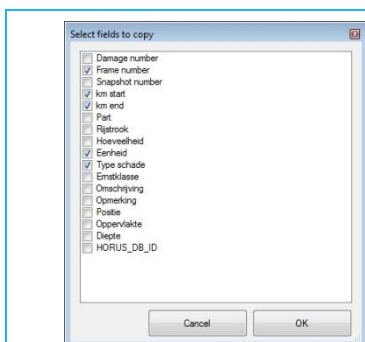 Select fields to copy
Damage number
Frame number
Snapshot number
km start
km end
Part
Rijstrook
Hoeveelheid
Eenheid
Type schade
Ernstklasse
Omschrijving
Opmerking
Positie
Oppervlakte
Diepte
HORUS_DB_ID
Cancel OK